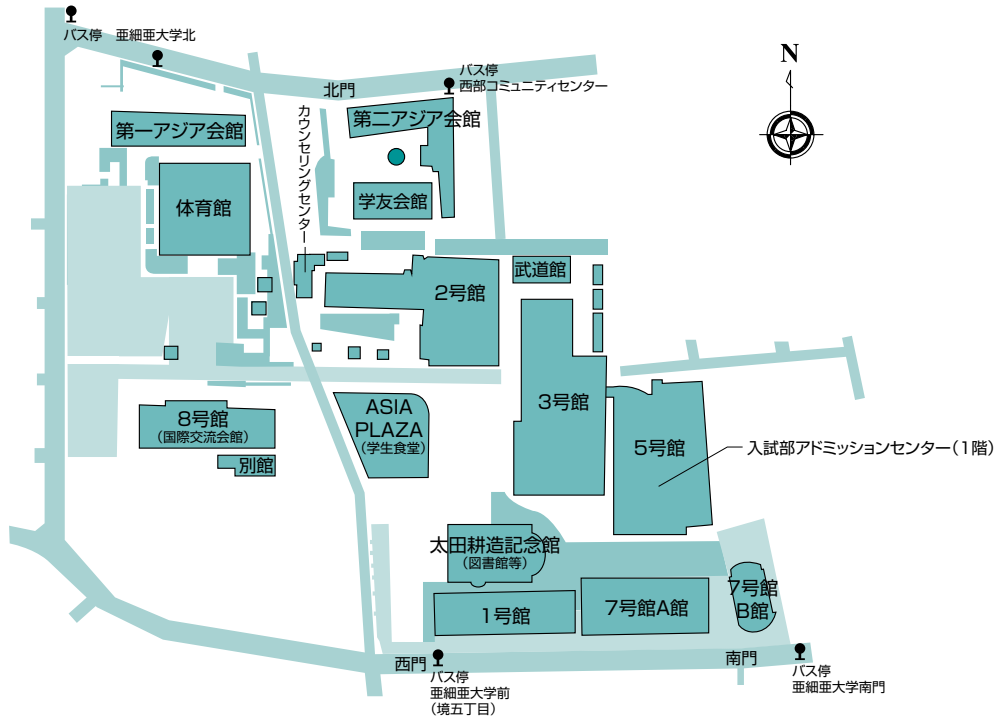 バス停 亜細亜大学北
バス停
西部コミュニティセンター
北門
N
第一アジア会館
カウンセリングセンター
第二アジア会館
体育館
学友会館
武道館
2号館
3号館
ASIA
PLAZA
(学生食堂)
8号館
(国際交流会館)
別館
5号館
入試部アドミッションセンター(1階)
太田耕造記念館
(図書館等)
1号館
7号館A館
7号館
B館
西門
南門
バス停
亜細亜大学前
(境五丁目)
バス停
亜細亜大学南門